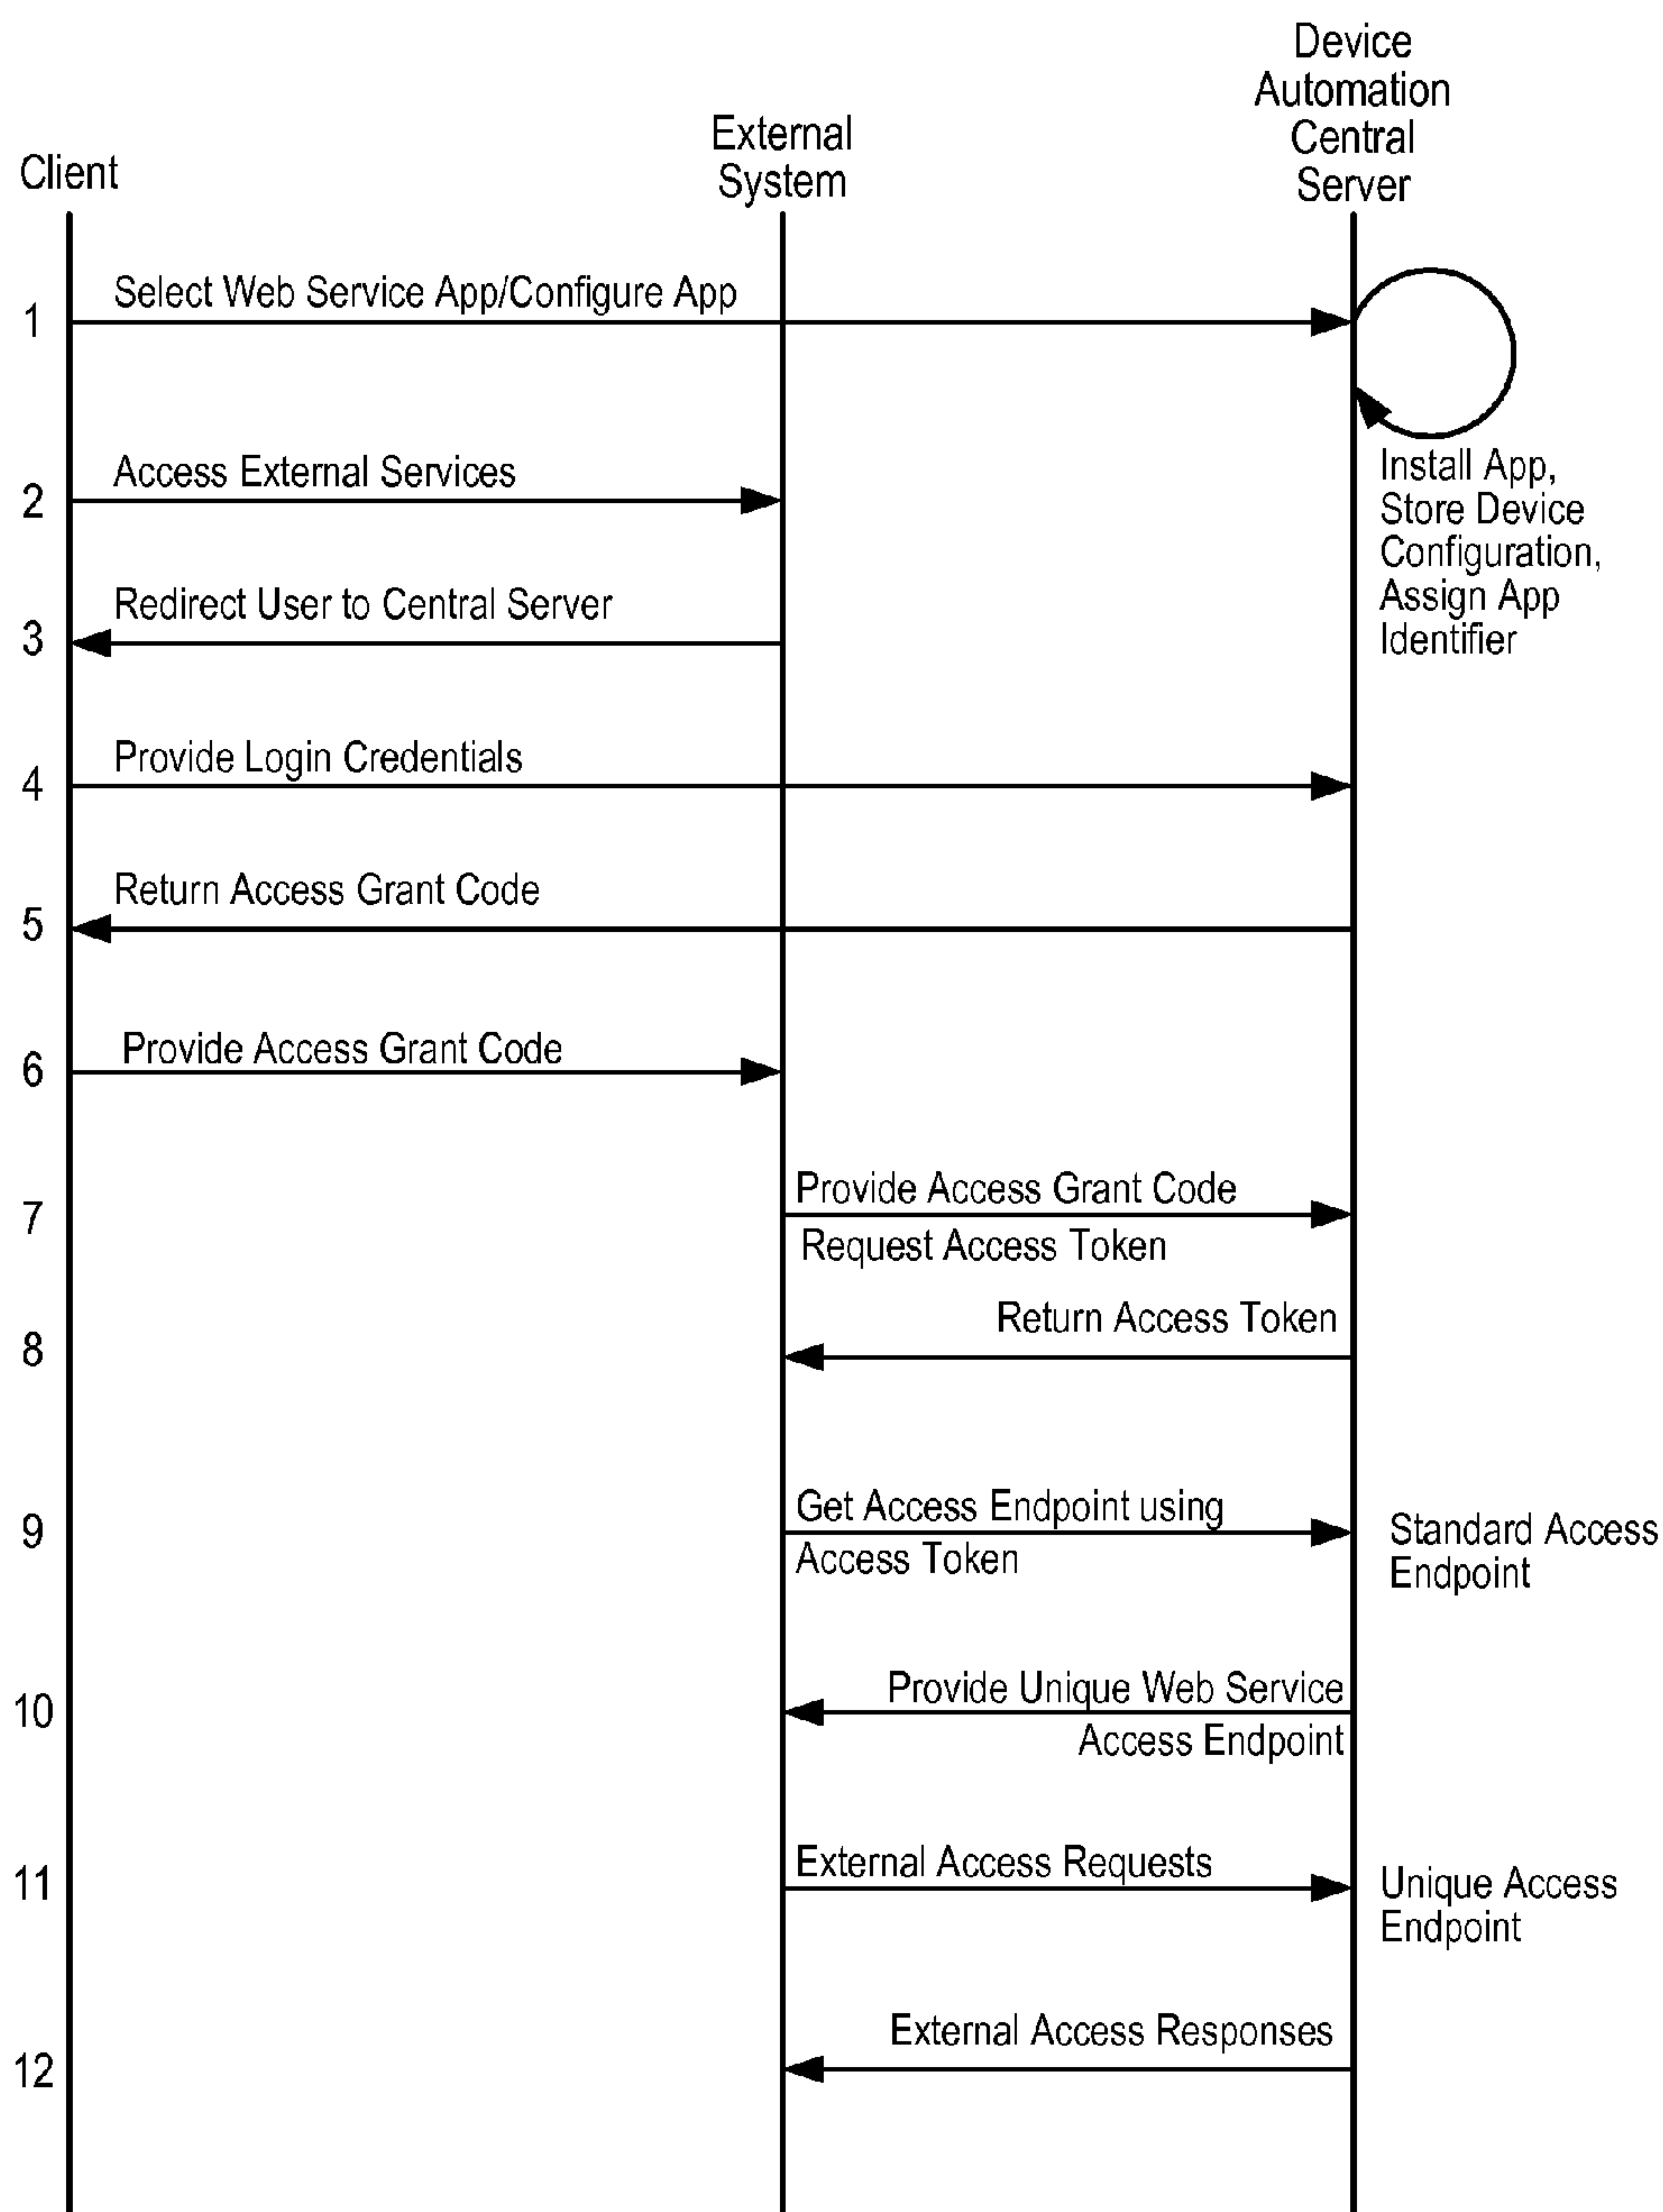 Device
Automation
Central
Server
External
System
Client
1
Select Web Service App/Configure App
Install App,
Store Device
Configuration,
Assign App
Identifier
2
Access External Services
3
Redirect User to Central Server
4
Provide Login Credentials
5
Return Access Grant Code
6
Provide Access Grant Code
7
Provide Access Grant Code
Request Access Token
8
Return Access Token
9
Get Access Endpoint using
Access Token
Standard Access
Endpoint
10
Provide Unique Web Service
Access Endpoint
11
External Access Requests
Unique Access
Endpoint
12
External Access Responses